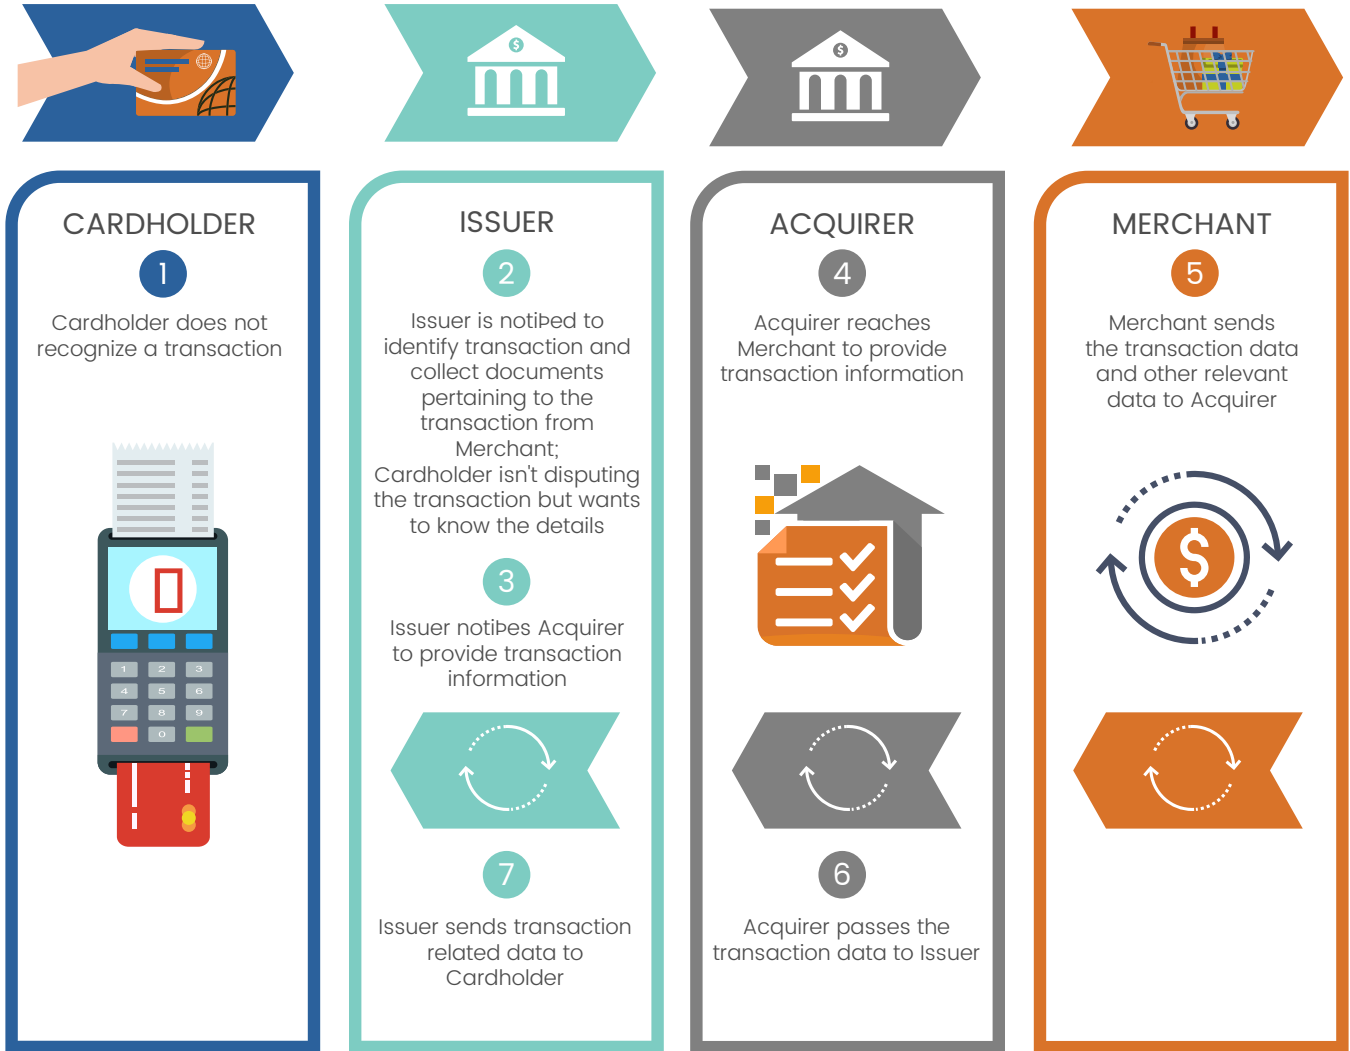 CARDHOLDER
1
Cardholder does not
recognize a transaction
1 2 3
4 5 6
7 8 9
0
ISSUER
2
Issuer is notiÞed to
identify transaction and
collect documents
pertaining to the
transaction from
Merchant;
Cardholder isn't disputing
the transaction but wants
to know the details
3
Issuer notiÞes Acquirer
to provide transaction
information
7
Issuer sends transaction
related data to
Cardholder
ACQUIRER
4
Acquirer reaches
Merchant to provide
transaction information
6
Acquirer passes the
transaction data to Issuer
MERCHANT
5
Merchant sends
the transaction data
and other relevant
data to Acquirer
$
$
$